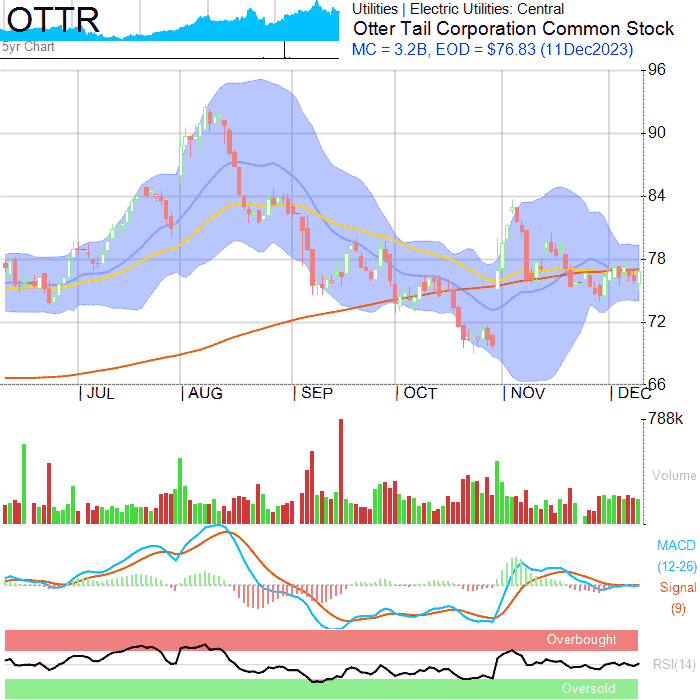 OTTR
5yr Chart
Utilities | Electric Utilities: Central
Otter Tail Corporation Common Stock
MC = 3.2B, EOD = $76.83 (11Dec2023)
96
90
84
78
72
66
JUL AUG SEP OCT NOV DEC
788k
Volume
MACD
(12-26)
Signal
(9)
Overbought
RSI(14)
Oversold